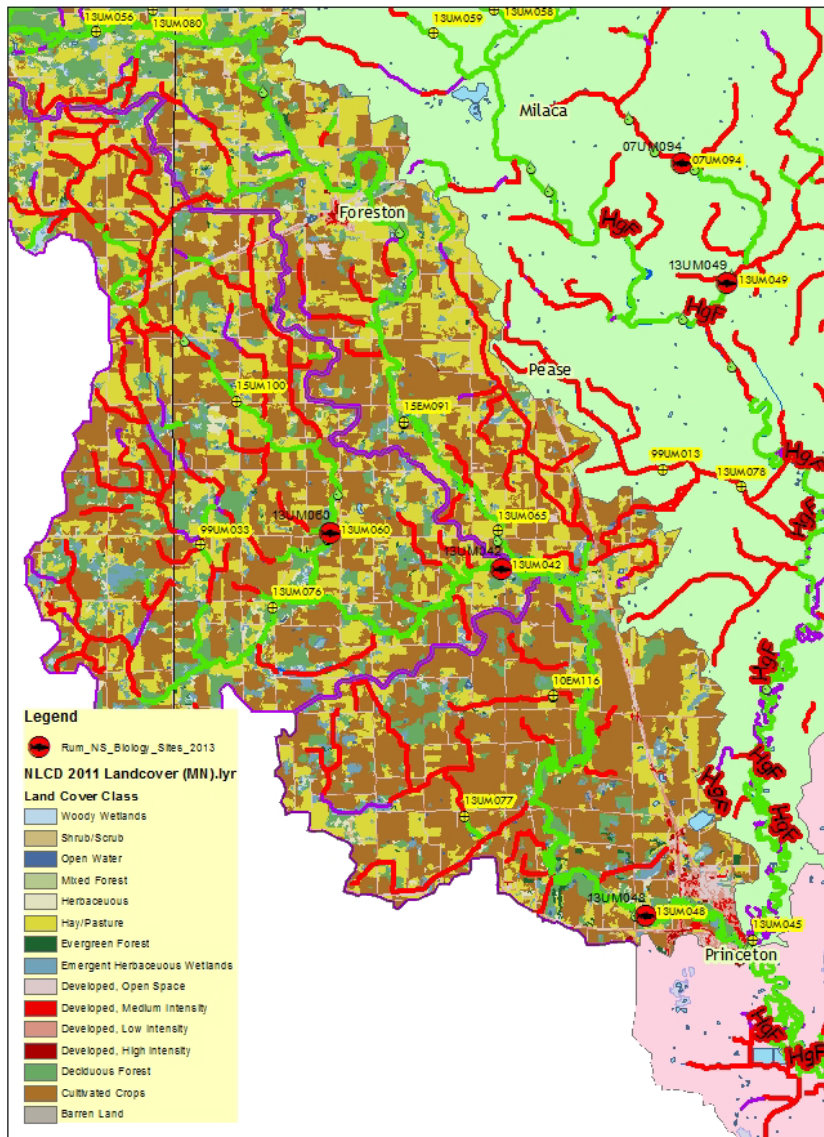 13UM056
13UM080
13UM059
13UM058
Milaca
07UM094
07UM094
Foreston
HgF
13UM049
13UM049
HgF
Pease
15UM100
15EM091
99UM013
HgF
13UM078
13UM060
13UM060
99UM033
13UM065
HgF
13UM042
13UM042
13UM076
HgF
10EM116
HgF
HgF
13UM077
HgF
13UM048
13UM048
13UM045
Princeton
HgF
HgF
HgF
Legend
Rum_NS_Biology_Sites_2013
NLCD 2011 Landcover (MN).lyr
Land Cover Class
Woody Wetlands
Shrub/Scrub
Open Water
Mixed Forest
Herbaceous
Hay/Pasture
Evergreen Forest
Emergent Herbaceous Wetlands
Developed, Open Space
Developed, Medium Intensity
Developed, Low Intensity
Developed, High Intensity
Deciduous Forest
Cultivated Crops
Barren Land